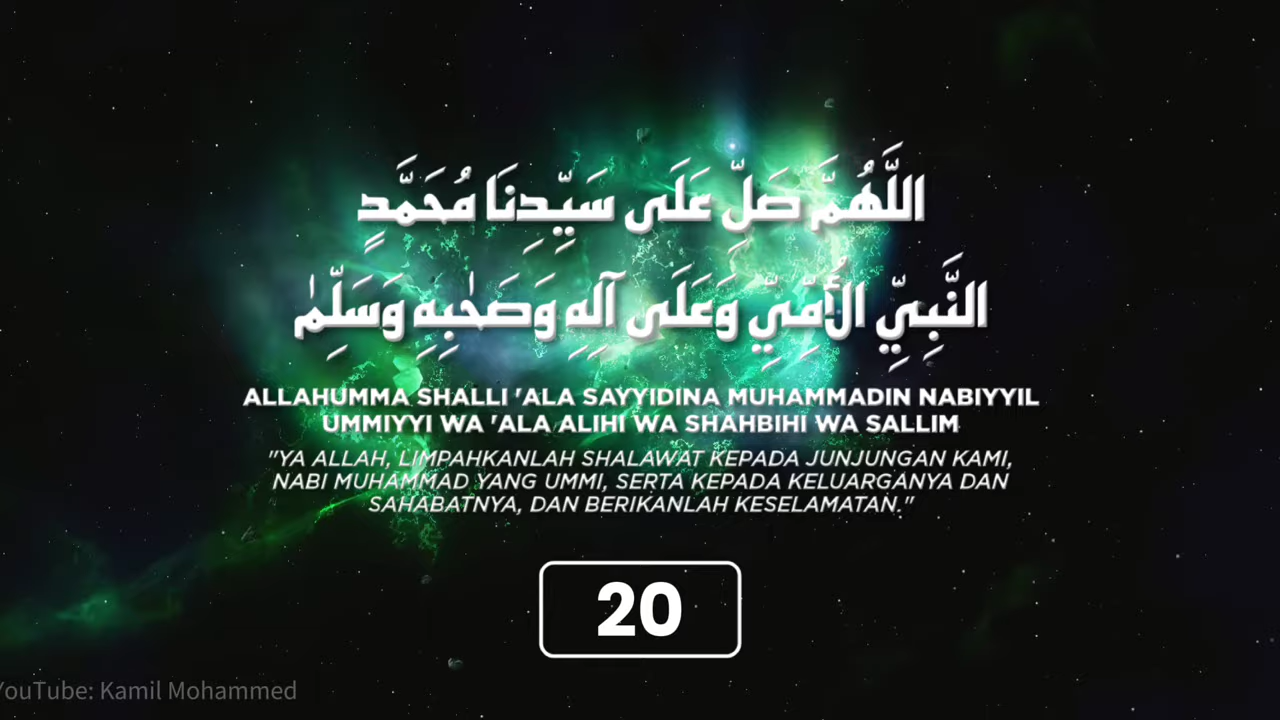 اللَّهُمَّ صَلِّ عَلَى سَيِّدِنَا مُحَمَّدٍ
النَّبِيِّ الأُمِّيِّ وَعَلَى آلِهِ وَصَحْبِهِ وَسَلِّمْ
ALLAHUMMA SHALLI 'ALA SAYYIDINA MUHAMMADIN NABIYYIL
UMMIYYI WA 'ALA ALIHI WA SHAHBIHI WA SALLIM
"YA ALLAH, LIMPAHKANLAH SHALAWAT KEPADA JUNJUNGAN KAMI,
NABI MUHAMMAD YANG UMMI, SERTA KEPADA KELUARGANYA DAN
SAHABATNYA, DAN BERIKANLAH KESELAMATAN."
20
YouTube: Kamil Mohammed